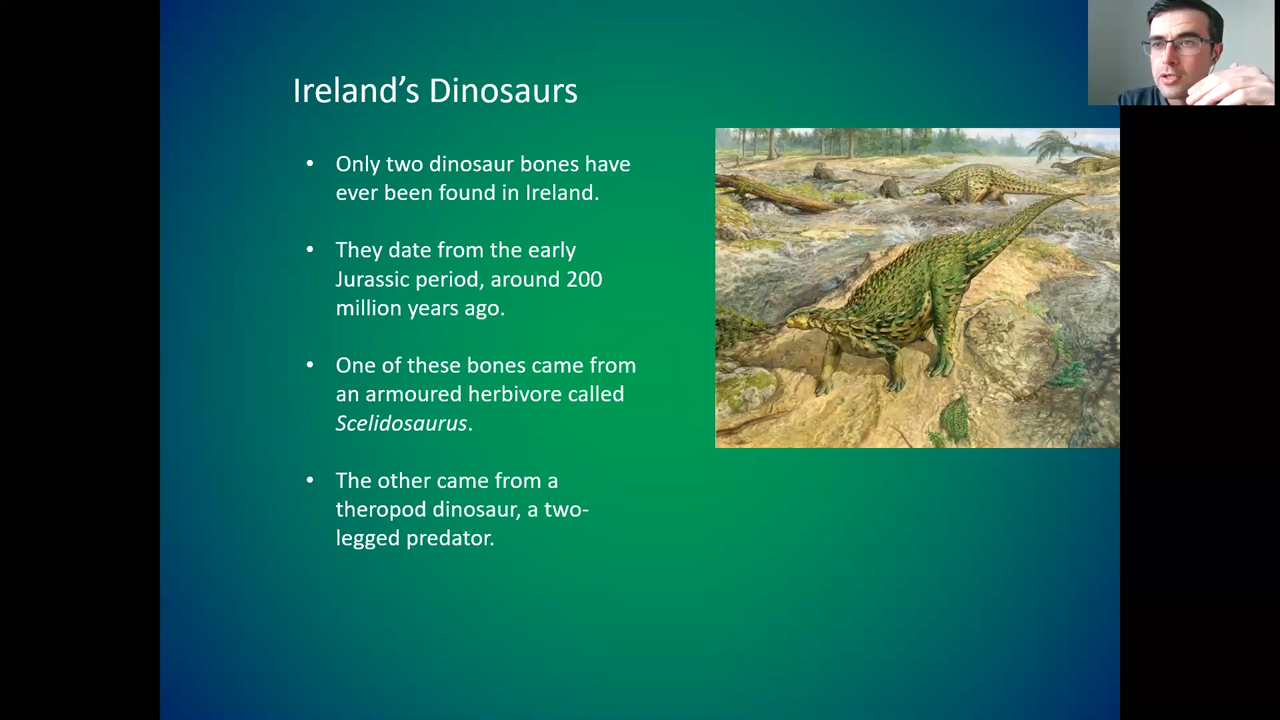 Ireland’s Dinosaurs
• Only two dinosaur bones have
ever been found in Ireland.
• They date from the early
Jurassic period, around 200
million years ago.
• One of these bones came from
an armoured herbivore called
Scelidosaurus.
• The other came from a
theropod dinosaur, a two-
legged predator.